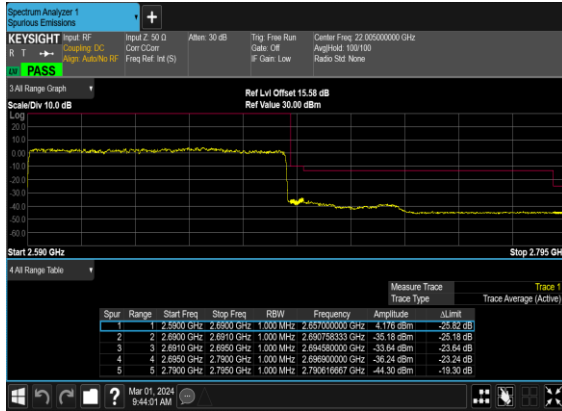 Spectrum Analyzer 1
Spurious Emissions
KEYSIGHT Input: RF Input Z: 50 Ω Atten: 30 dB Trig: Free Run Center Freq: 22.005000000 GHz
R T Coupling: DC Corr CCorr Gate: Off Avg|Hold: 100/100
Align: Auto/No RF Freq Ref: Int (S) IF Gain: Low Radio Std: None
PASS
3 All Range Graph
Ref Lvl Offset 15.58 dB
Scale/Div 10.0 dB Ref Value 30.00 dBm
Log
20.0
10.0
0.00
-10.0
-20.0
-30.0
-40.0
-50.0
-60.0
Start 2.590 GHz Stop 2.795 GH
4 All Range Table
Measure Trace Trace 1
Trace Type Trace Average (Active)
Spur Range Start Freq Stop Freq RBW Frequency Amplitude ΔLimit
1 1 2.5900 GHz 2.6900 GHz 1.000 MHz 2.657000000 GHz 4.176 dBm -25.82 dB
2 2 2.6900 GHz 2.6910 GHz 1.000 MHz 2.690758333 GHz -35.18 dBm -25.18 dB
3 3 2.6910 GHz 2.6950 GHz 1.000 MHz 2.694580000 GHz -33.64 dBm -23.64 dB
4 4 2.6950 GHz 2.7900 GHz 1.000 MHz 2.696900000 GHz -36.24 dBm -23.24 dB
5 5 2.7900 GHz 2.7950 GHz 1.000 MHz 2.790616667 GHz -44.30 dBm -19.30 dB
Mar 01, 2024
9:44:01 AM